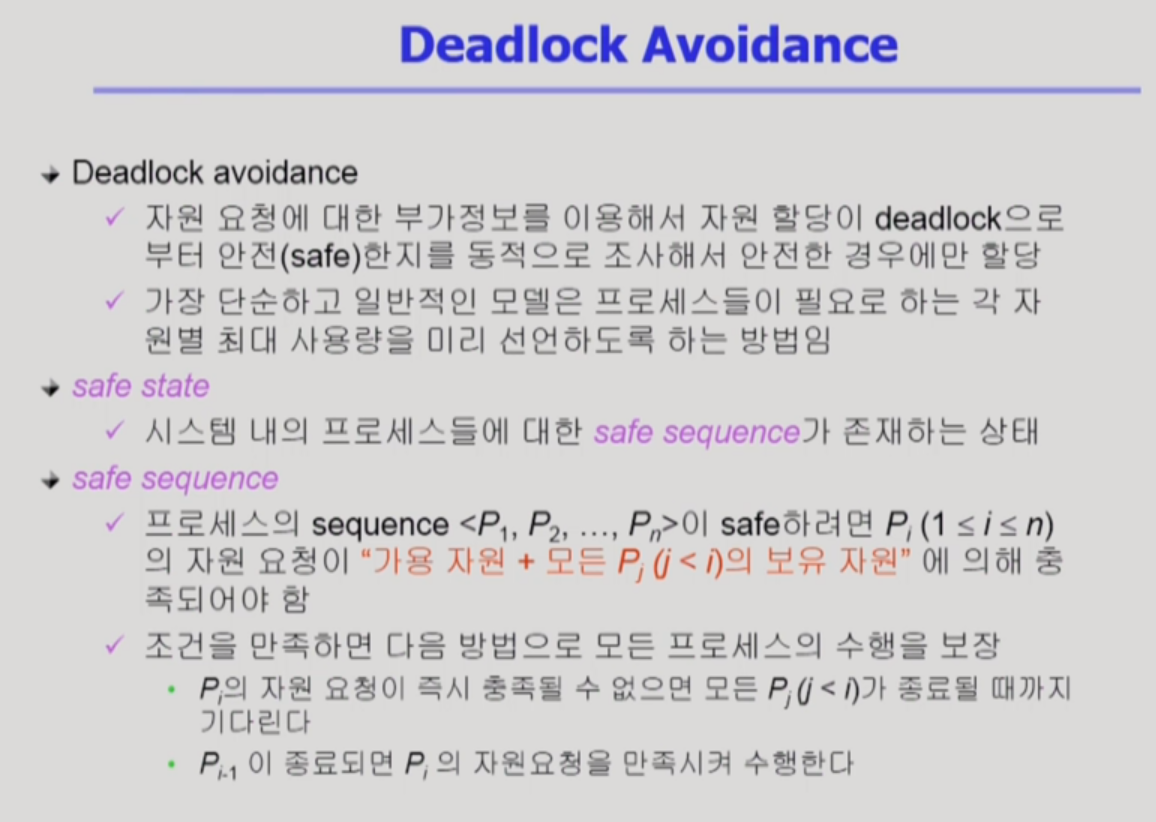 Deadlock Avoidance
Deadlock avoidance
자원 요청에 대한 부가정보를 이용해서 자원 할당이 deadlock으로
부터 안전(safe)한지를 동적으로 조사해서 안전한 경우에만 할당
가장 단순하고 일반적인 모델은 프로세스들이 필요로 하는 각 자
원별 최대 사용량을 미리 선언하도록 하는 방법임
safe state
시스템 내의 프로세스들에 대한 safe sequence가 존재하는 상태
safe sequence
프로세스의 sequence <P₁, P₂, …, Pₙ>이 safe하려면 Pᵢ (1 ≤ i ≤ n)
의 자원 요청이 “가용 자원 + 모든 Pⱼ (j < i)의 보유 자원” 에 의해 충
족되어야 함
조건을 만족하면 다음 방법으로 모든 프로세스의 수행을 보장
Pᵢ의 자원 요청이 즉시 충족될 수 없으면 모든 Pⱼ (j < i)가 종료될 때까지
기다린다
Pᵢ₋₁ 이 종료되면 Pᵢ 의 자원요청을 만족시켜 수행한다